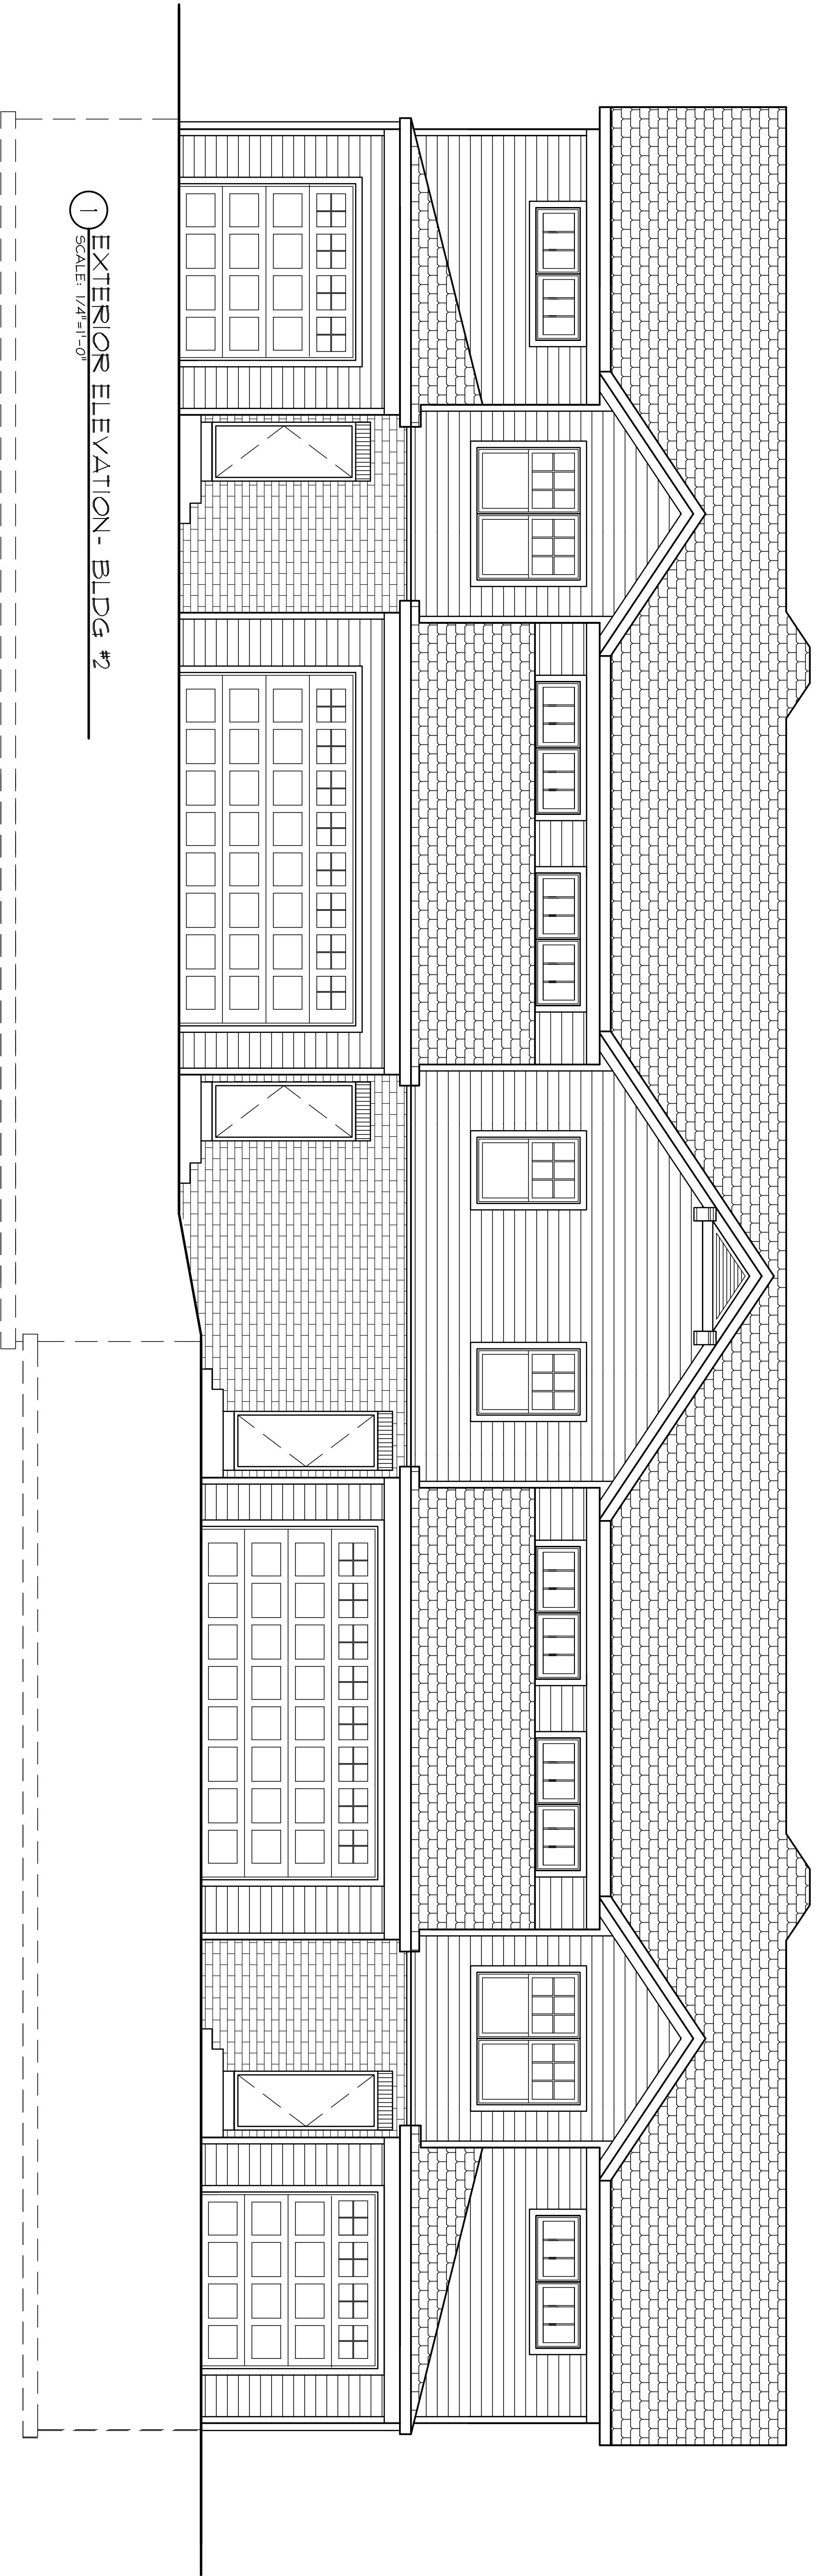 1
EXTERIOR ELEVATION- BLDG #2
SCALE: 1/4"=1'-0"